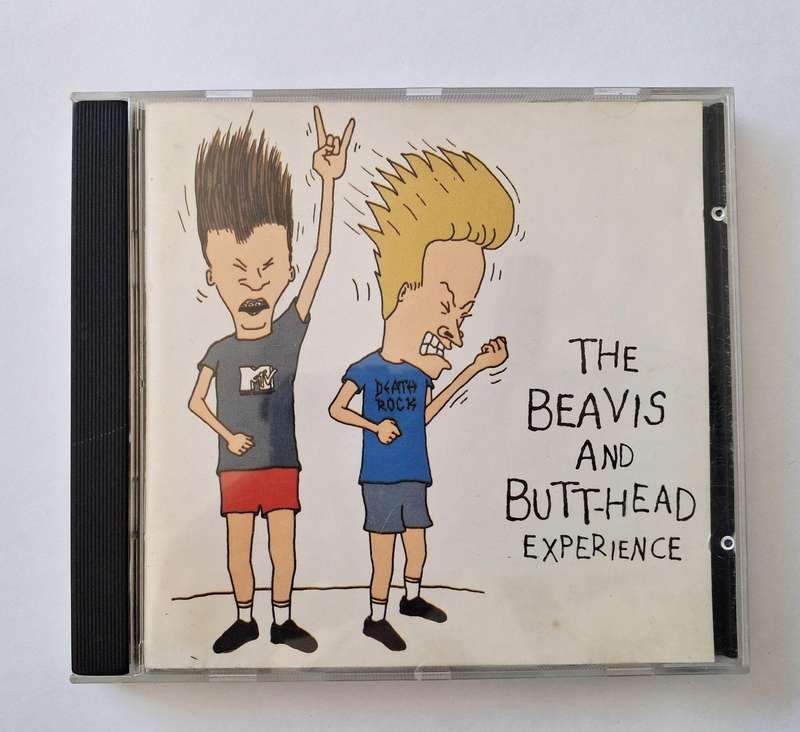 MTV
DEATH
ROCK
THE
BEAVIS
AND
BUTT-HEAD
EXPERIENCE